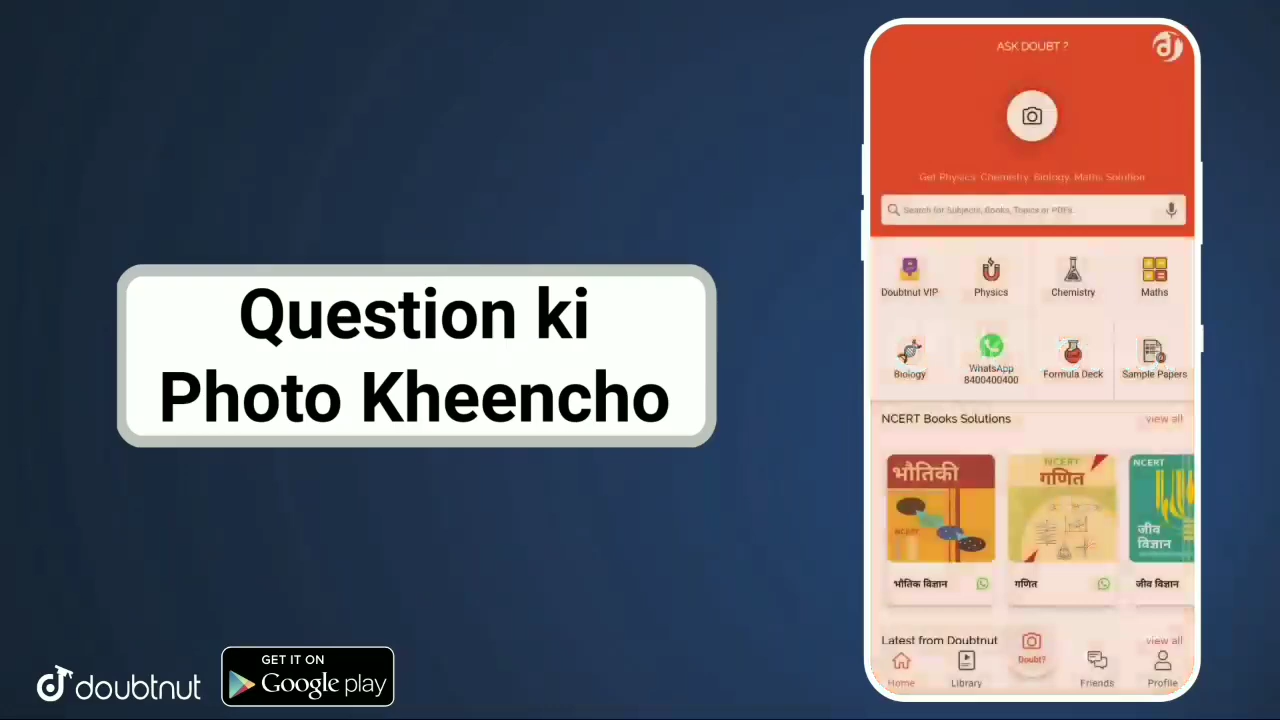 Question ki
Photo Kheencho
doubtnut
GET IT ON
Google play
ASK DOUBT ?
Get Physics, Chemistry, Biology, Maths Solution
Search for Subjects, Books, Topics or PDFs
Doubtnut VIP
Physics
Chemistry
Maths
Biology
WhatsApp
8400400400
Formula Deck
Sample Papers
NCERT Books Solutions
view all
भौतिकी
NCERT
NCERT
गणित
NCERT
जीव
विज्ञान
भौतिक विज्ञान
गणित
जीव विज्ञान
Latest from Doubtnut
view all
Doubt?
Home
Library
Friends
Profile